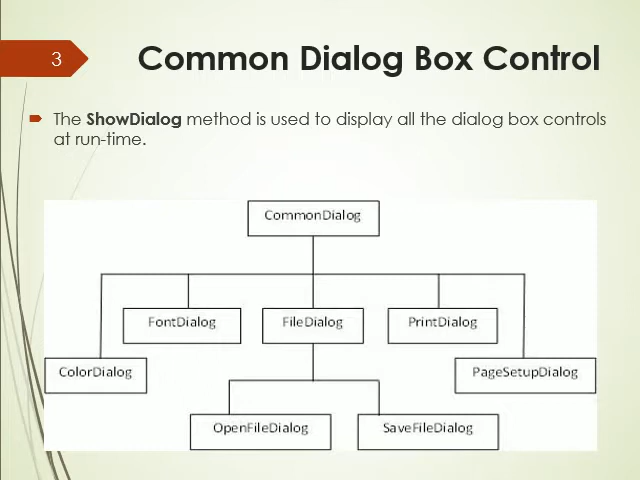 3
Common Dialog Box Control
The ShowDialog method is used to display all the dialog box controls
at run-time.
CommonDialog
FontDialog
FileDialog
PrintDialog
ColorDialog
PageSetupDialog
OpenFileDialog
SaveFileDialog